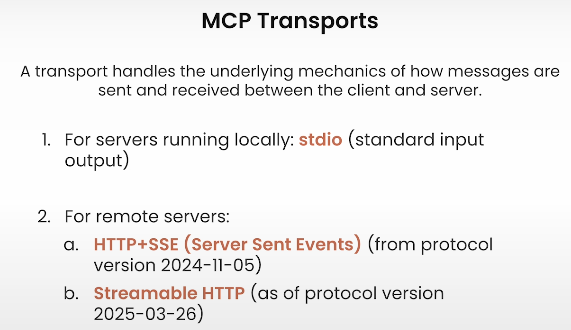 MCP Transports
A transport handles the underlying mechanics of how messages are
sent and received between the client and server.
1. For servers running locally: stdio (standard input
output)
2. For remote servers:
a. HTTP+SSE (Server Sent Events) (from protocol
version 2024-11-05)
b. Streamable HTTP (as of protocol version
2025-03-26)